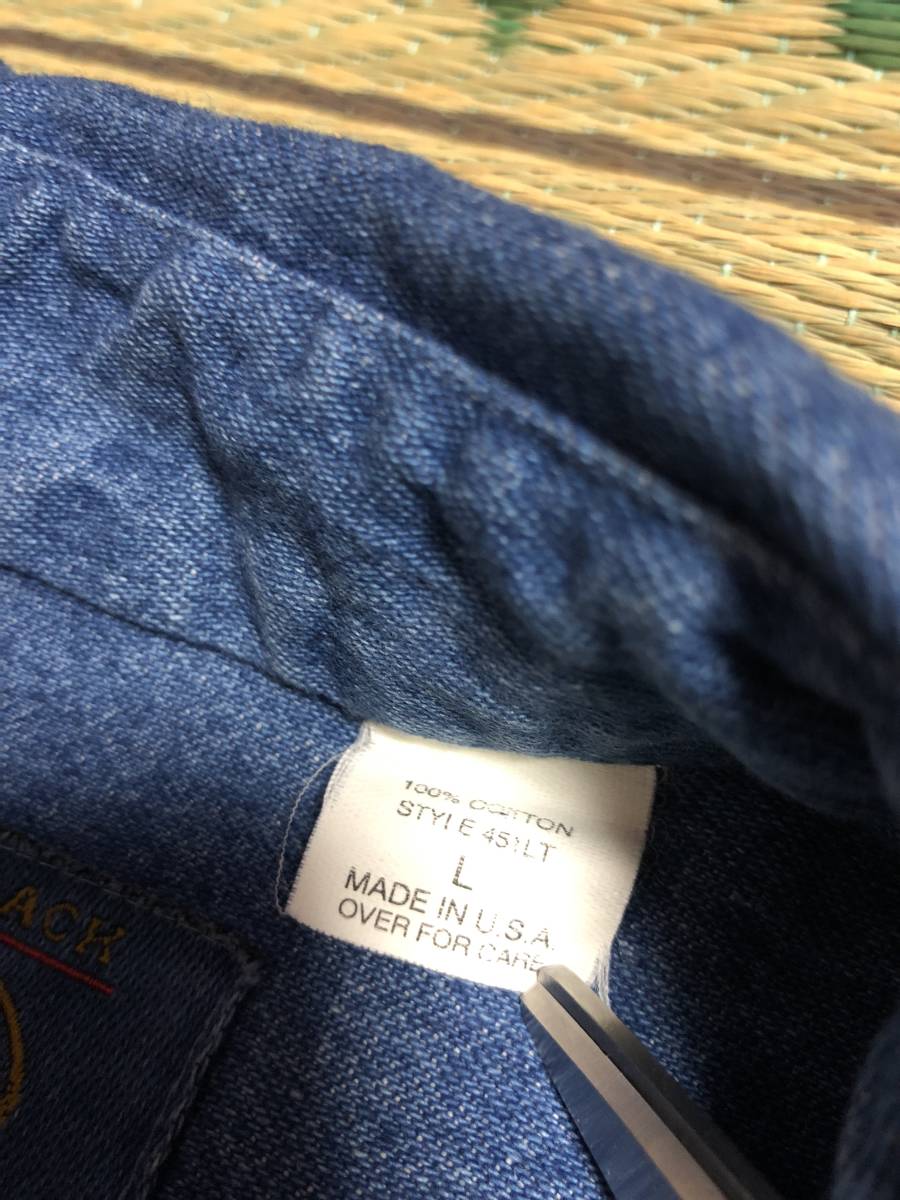 100% COTTON
STYLE 451LT
L
MADE IN U.S.A.
OVER FOR CARE
ACK